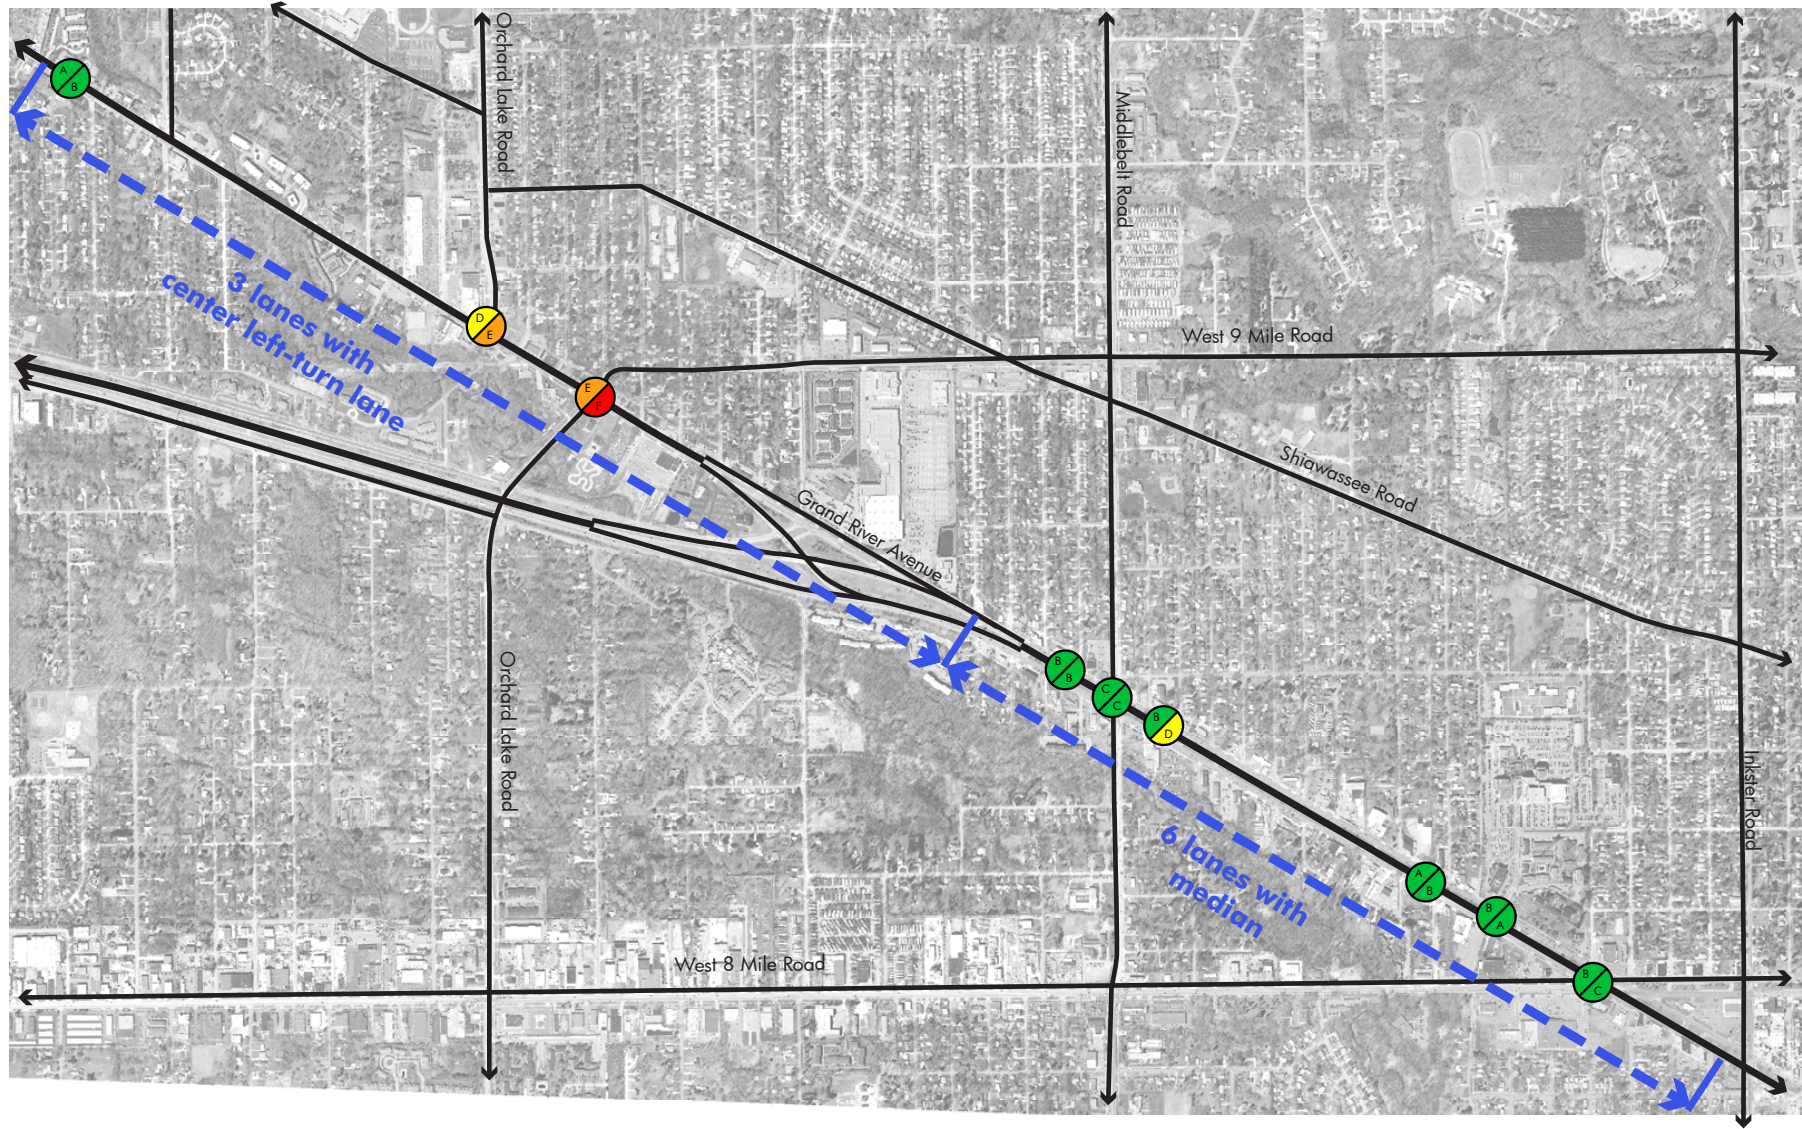 Orchard Lake Road
A
B
Middlebelt Road
D
E
3 lanes with
center left-turn lane
West 9 Mile Road
E
F
Shiawassee Road
Grand River Avenue
Orchard Lake Road
B
B
C
C
B
D
Inkster Road
6 lanes with
median
A
B
B
A
West 8 Mile Road
B
C